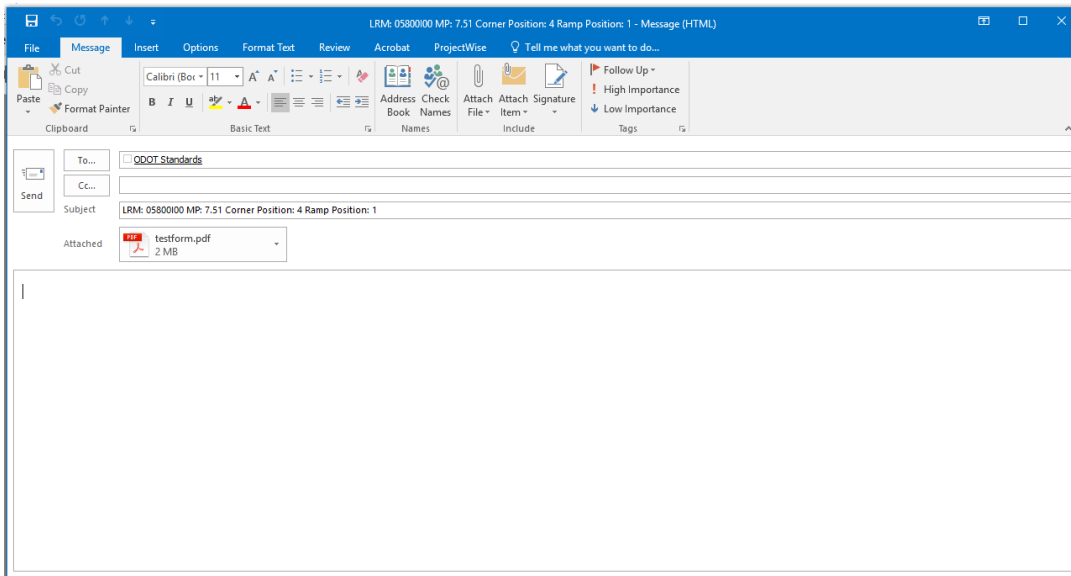 LRM: 05800I00 MP: 7.51 Corner Position: 4 Ramp Position: 1 - Message (HTML)
File Message Insert Options Format Text Review Acrobat ProjectWise Tell me what you want to do...
Paste
Cut
Copy
Format Painter
Clipboard
Calibri (Boc 11
B I U
Basic Text
Address Book
Check Names
Names
Attach File
Attach Item
Signature
Include
Follow Up
High Importance
Low Importance
Tags
Send
To... ODOT Standards
Cc...
Subject LRM: 05800I00 MP: 7.51 Corner Position: 4 Ramp Position: 1
Attached PDF testform.pdf
2 MB